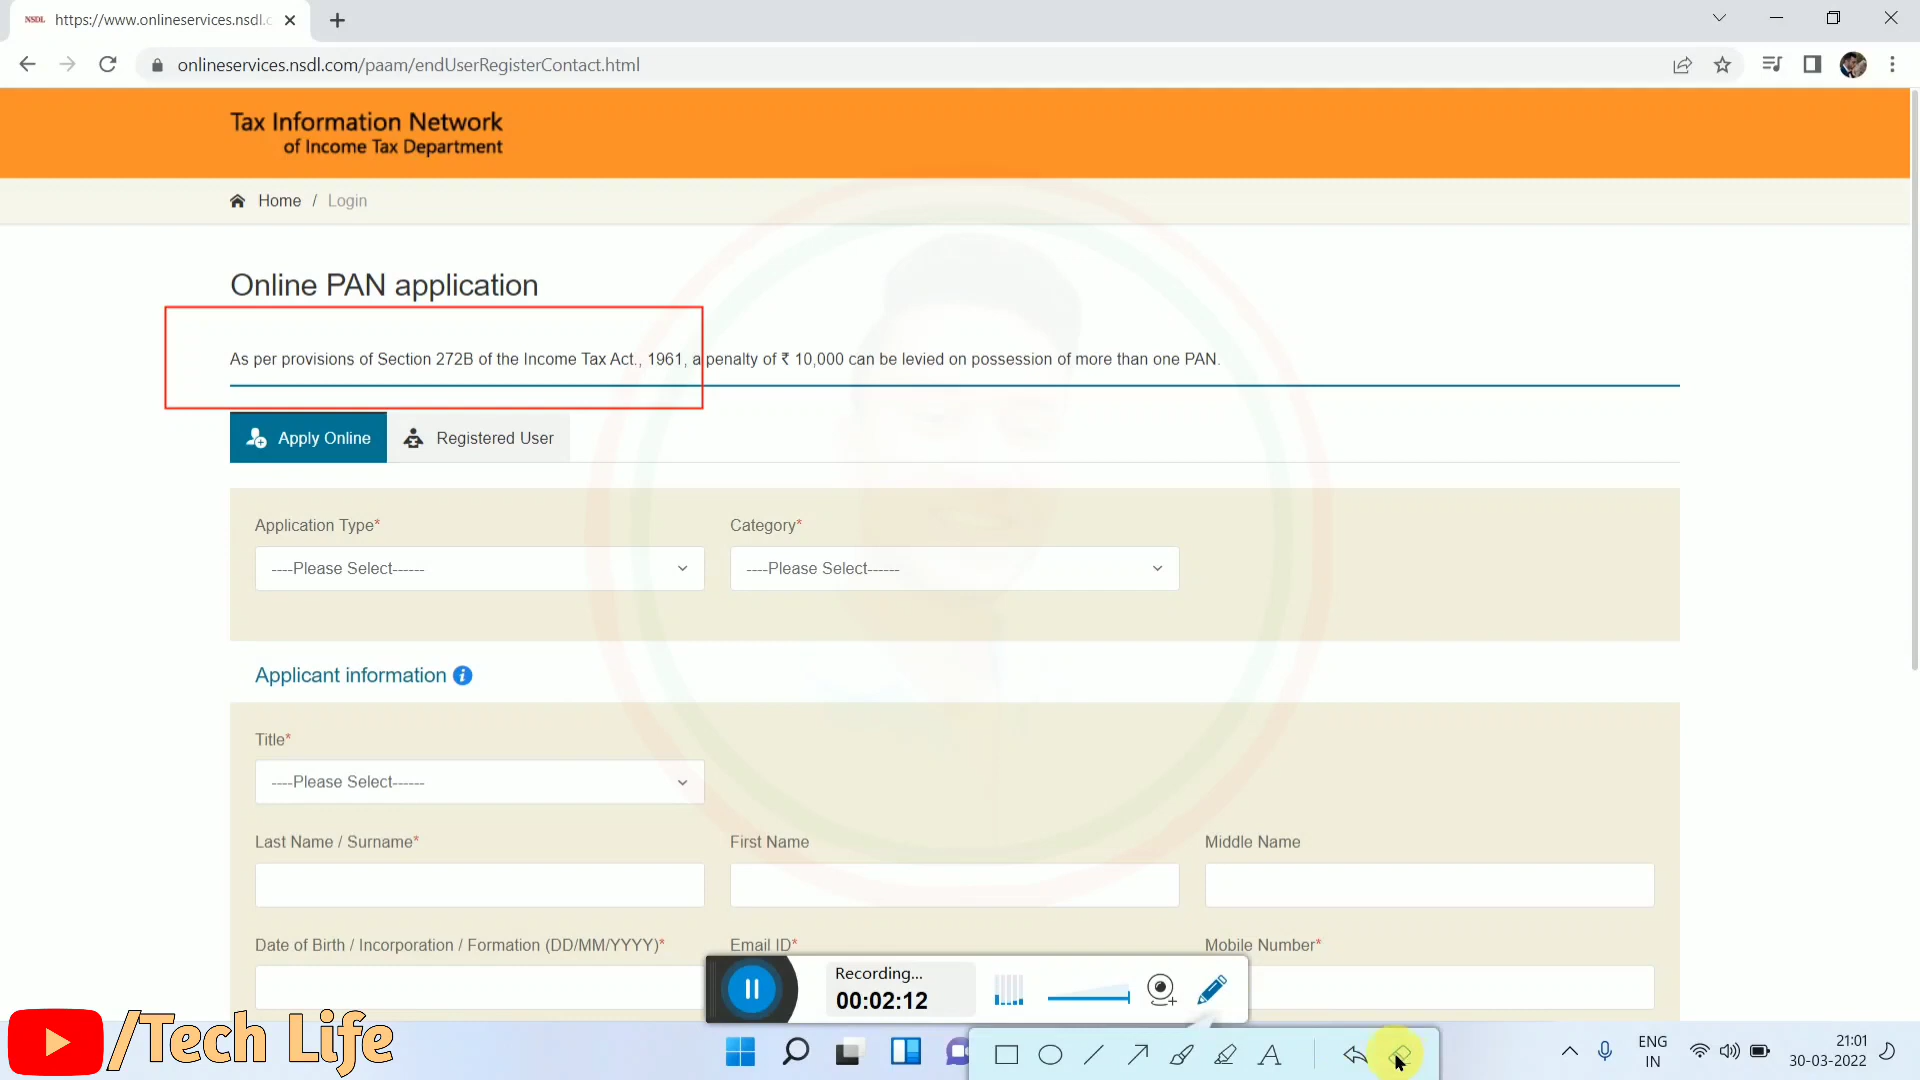 NSDL https://www.onlineservices.nsdl.c
onlineservices.nsdl.com/paam/endUserRegisterContact.html
Tax Information Network
of Income Tax Department
Home / Login
Online PAN application
As per provisions of Section 272B of the Income Tax Act., 1961, a penalty of ₹ 10,000 can be levied on possession of more than one PAN.
Apply Online Registered User
Application Type* Category*
----Please Select------ ----Please Select------
Applicant information
Title*
----Please Select------
Last Name / Surname* First Name Middle Name
Date of Birth / Incorporation / Formation (DD/MM/YYYY)* Email ID* Mobile Number*
Recording...
00:02:12
/Tech Life
A
ENG
IN
21:01
30-03-2022